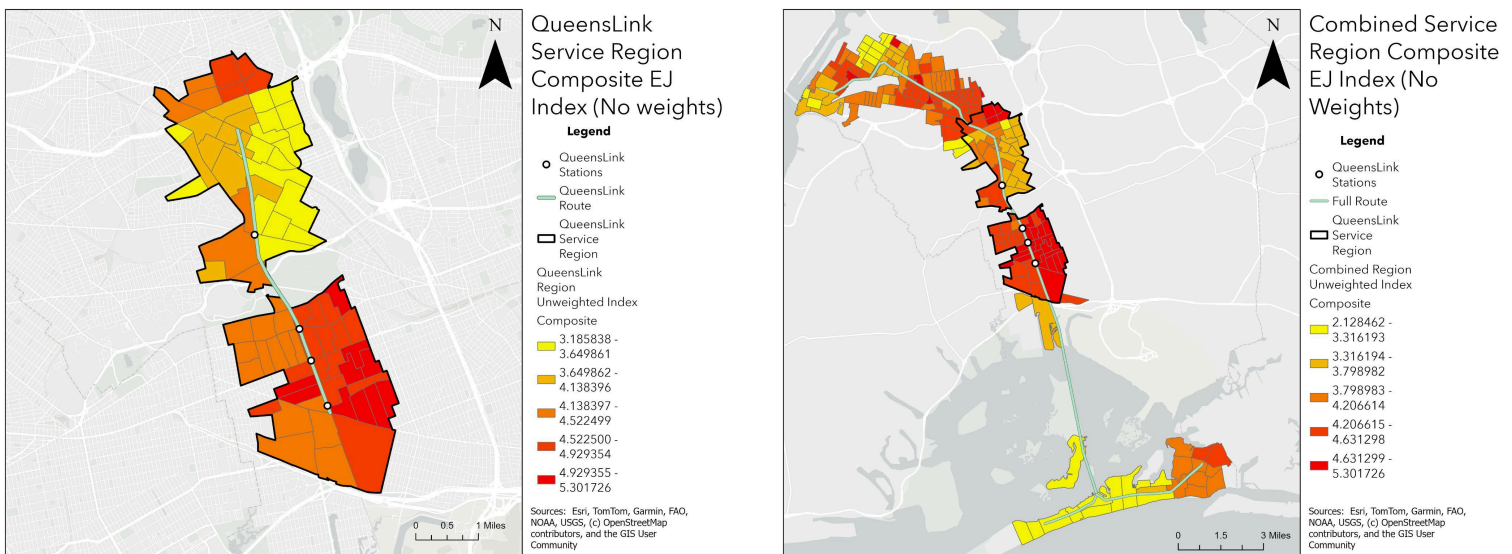 N
QueensLink
Service Region
Composite EJ
Index (No weights)
Legend
QueensLink
Stations
QueensLink
Route
QueensLink
Service
Region
QueensLink
Region
Unweighted Index
Composite
3.185838 -
3.649861
3.649862 -
4.138396
4.138397 -
4.522499
4.522500 -
4.929354
4.929355 -
5.301726
Sources: Esri, TomTom, Garmin, FAO,
NOAA, USGS, (c) OpenStreetMap
contributors, and the GIS User
Community
0 0.5 1 Miles
N
Combined Service
Region Composite
EJ Index (No
Weights)
Legend
QueensLink
Stations
Full Route
QueensLink
Service
Region
Combined Region
Unweighted Index
Composite
2.128462 -
3.316193
3.316194 -
3.798982
3.798983 -
4.206614
4.206615 -
4.631298
4.631299 -
5.301726
Sources: Esri, TomTom, Garmin, FAO,
NOAA, USGS, (c) OpenStreetMap
contributors, and the GIS User
Community
0 1.5 3 Miles